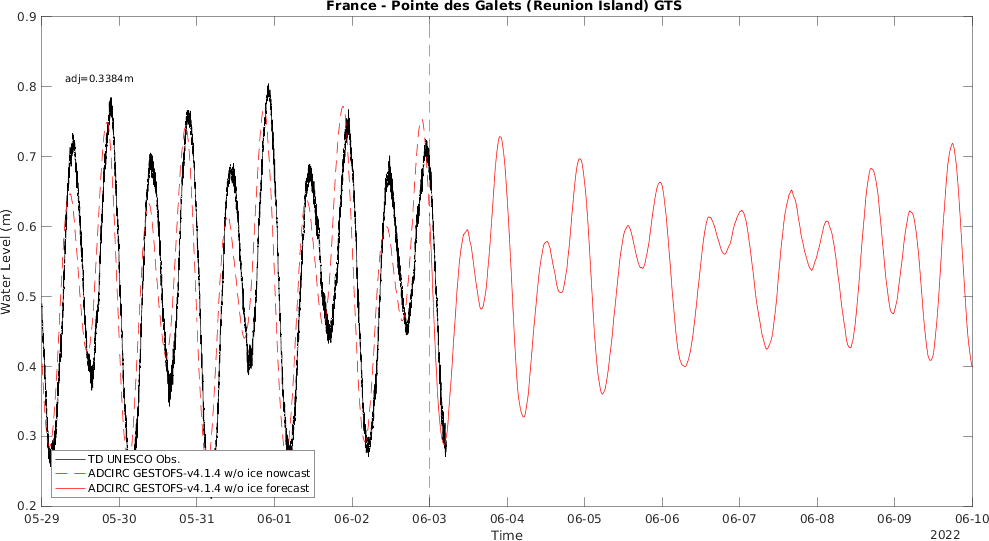 France - Pointe des Galets (Reunion Island) GTS
0.9
0.8
0.7
0.6
0.5
0.4
0.3
0.2
Water Level (m)
adj=0.3384m
TD UNESCO Obs.
ADCIRC GESTOFS-v4.1.4 w/o ice nowcast
ADCIRC GESTOFS-v4.1.4 w/o ice forecast
05-29 05-30 05-31 06-01 06-02 06-03 06-04 06-05 06-06 06-07 06-08 06-09 06-10
Time
2022